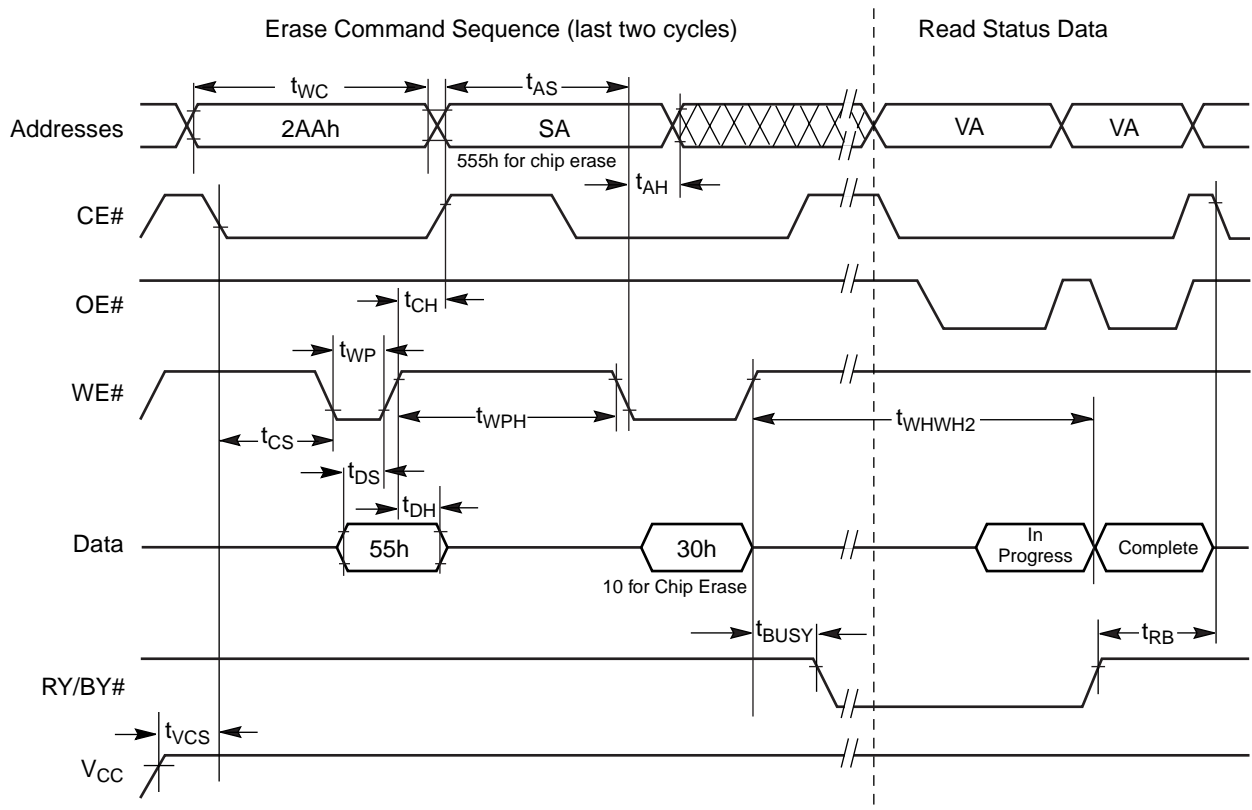 Erase Command Sequence (last two cycles)
Read Status Data
tWC
tAS
Addresses
2AAh
SA
VA
VA
555h for chip erase
tAH
CE#
OE#
tCH
tWP
WE#
tWPH
tWHWH2
tCS
tDS
tDH
Data
55h
30h
In
Progress
Complete
10 for Chip Erase
tBUSY
tRB
RY/BY#
tVCS
VCC